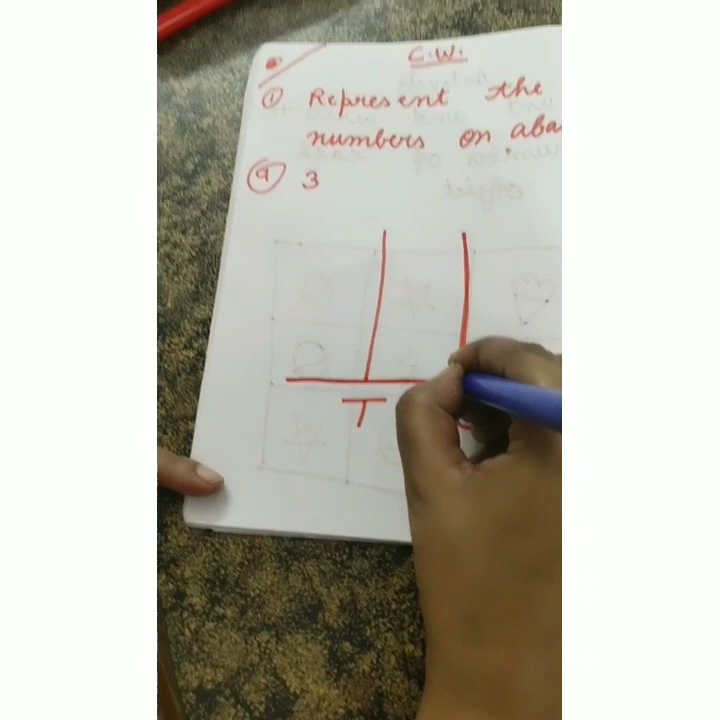 C.W.
① Represent the
numbers on aba
ⓐ 3
T